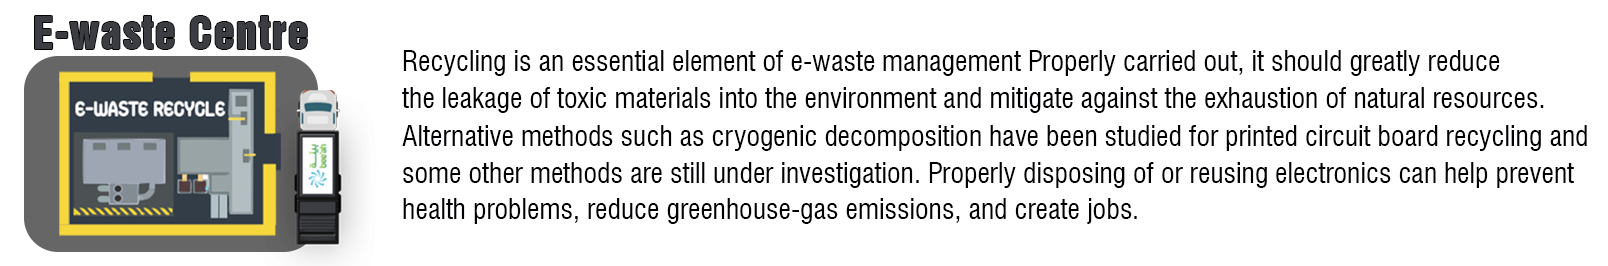 E-waste Centre
E-WASTE RECYCLE
Recycling is an essential element of e-waste management Properly carried out, it should greatly reduce
the leakage of toxic materials into the environment and mitigate against the exhaustion of natural resources.
Alternative methods such as cryogenic decomposition have been studied for printed circuit board recycling and
some other methods are still under investigation. Properly disposing of or reusing electronics can help prevent
health problems, reduce greenhouse-gas emissions, and create jobs.